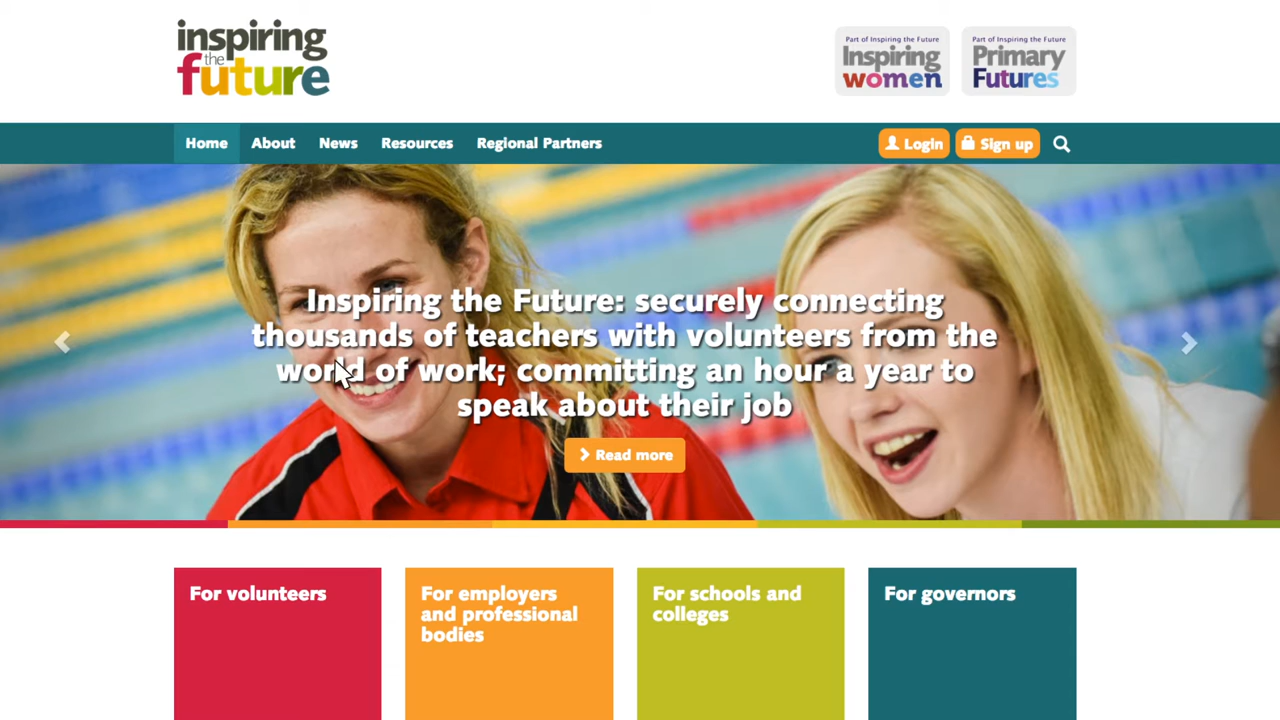 inspiring
the
future
Part of Inspiring the Future
Inspiring
women
Part of Inspiring the Future
Primary
Futures
Home About News Resources Regional Partners Login Sign up
Inspiring the Future: securely connecting
thousands of teachers with volunteers from the
world of work; committing an hour a year to
speak about their job
Read more
For volunteers
For employers
and professional
bodies
For schools and
colleges
For governors